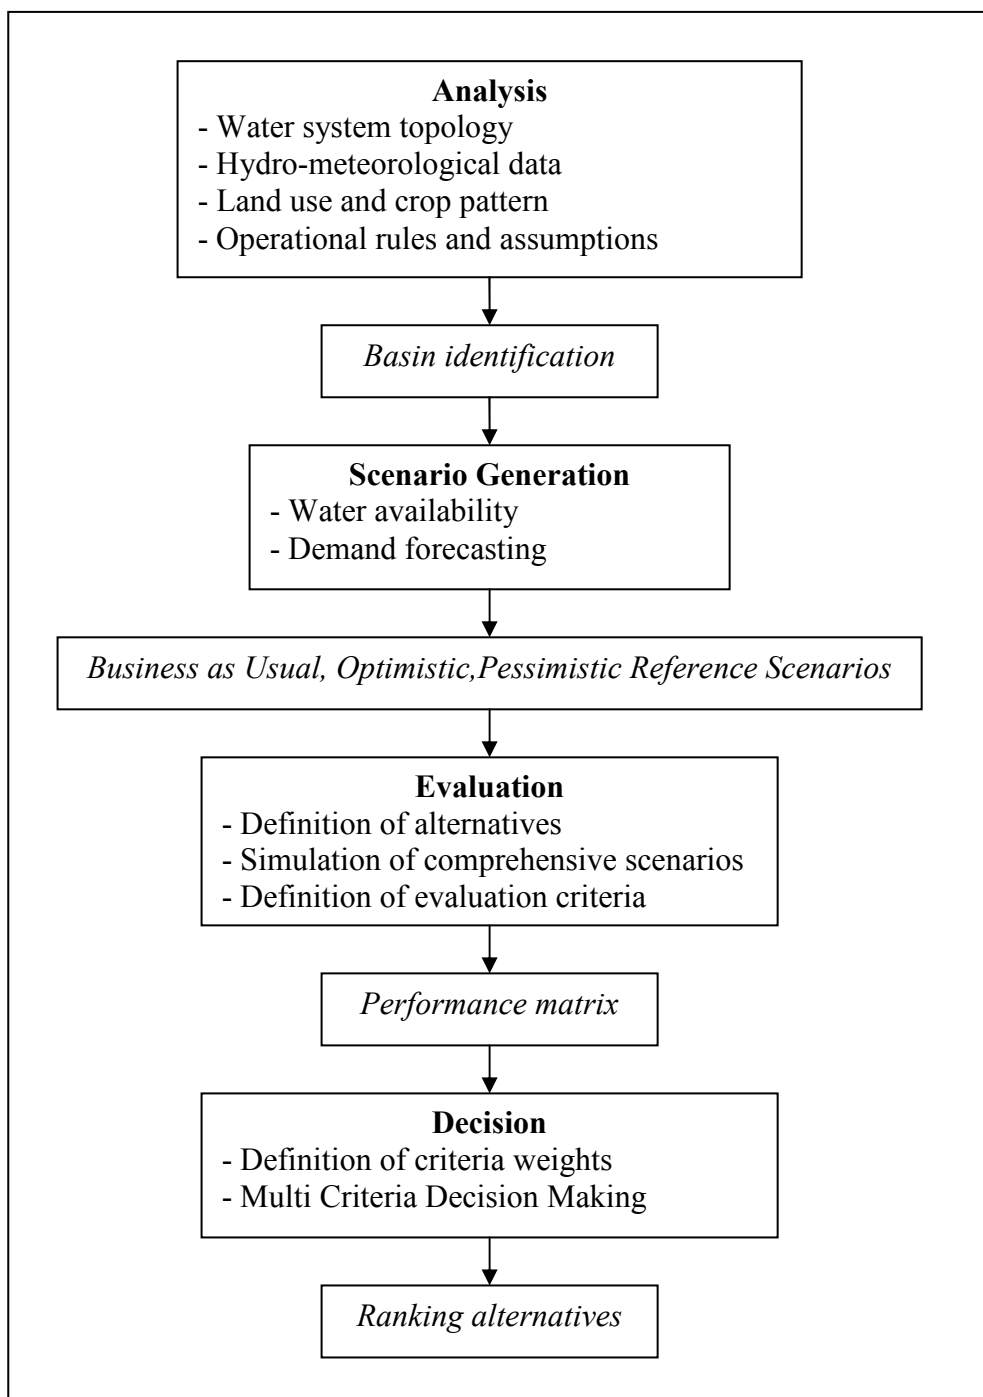 Analysis
- Water system topology
- Hydro-meteorological data
- Land use and crop pattern
- Operational rules and assumptions
Basin identification
Scenario Generation
- Water availability
- Demand forecasting
Business as Usual, Optimistic,Pessimistic Reference Scenarios
Evaluation
- Definition of alternatives
- Simulation of comprehensive scenarios
- Definition of evaluation criteria
Performance matrix
Decision
- Definition of criteria weights
- Multi Criteria Decision Making
Ranking alternatives